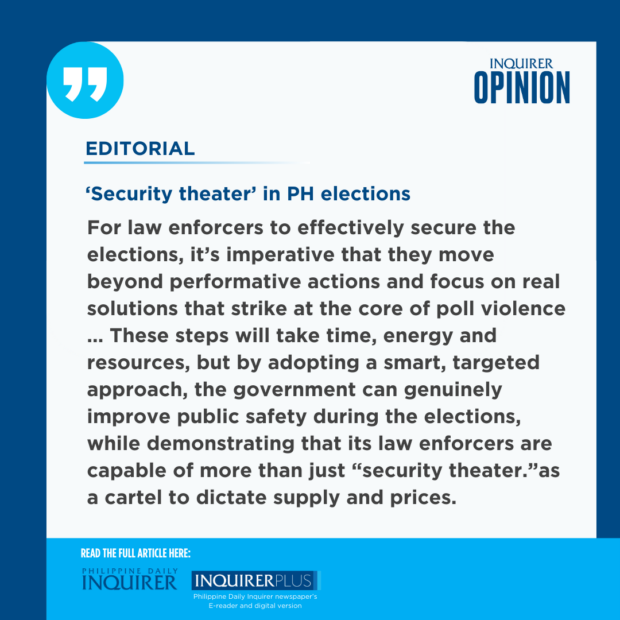 ”
INQUIRER
OPINION
EDITORIAL
‘Security theater’ in PH elections
For law enforcers to effectively secure the
elections, it’s imperative that they move
beyond performative actions and focus on real
solutions that strike at the core of poll violence
... These steps will take time, energy and
resources, but by adopting a smart, targeted
approach, the government can genuinely
improve public safety during the elections,
while demonstrating that its law enforcers are
capable of more than just “security theater.”as
a cartel to dictate supply and prices.
READ THE FULL ARTICLE HERE:
PHILIPPINE DAILY
INQUIRER
INQUIRERPLUS
Philippine Daily Inquirer newspaper's
E-reader and digital version